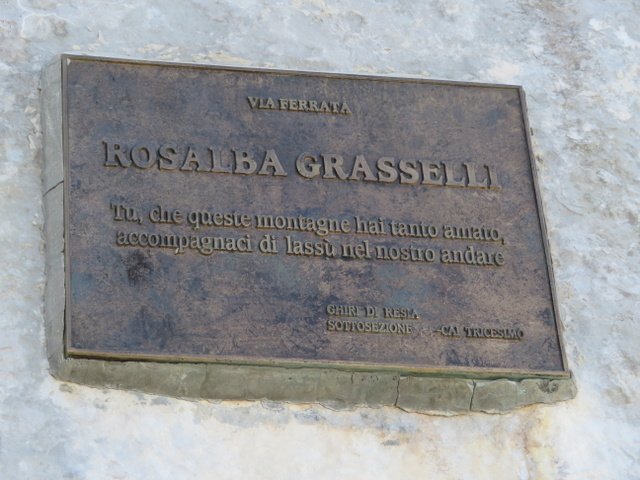 VIA FERRATA
ROSALBA GRASSELLI
Tu, che queste montagne hai tanto amato,
accompagnaci di lassù nel nostro andare
GHIRI DI RESIA
SOTTOSEZIONE - CAI TRICESIMO